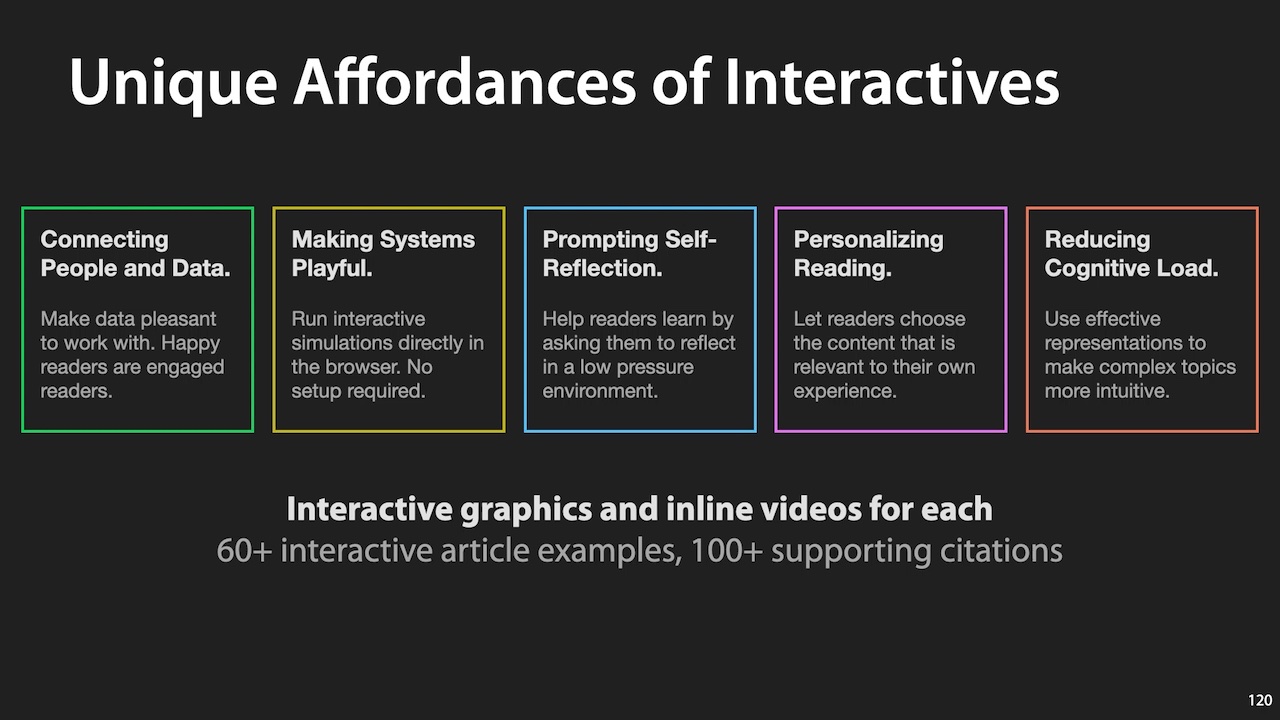 Unique Affordances of Interactives
Connecting
People and Data.
Make data pleasant
to work with. Happy
readers are engaged
readers.
Making Systems
Playful.
Run interactive
simulations directly in
the browser. No
setup required.
Prompting Self-
Reflection.
Help readers learn by
asking them to reflect
in a low pressure
environment.
Personalizing
Reading.
Let readers choose
the content that is
relevant to their own
experience.
Reducing
Cognitive Load.
Use effective
representations to
make complex topics
more intuitive.
Interactive graphics and inline videos for each
60+ interactive article examples, 100+ supporting citations
120